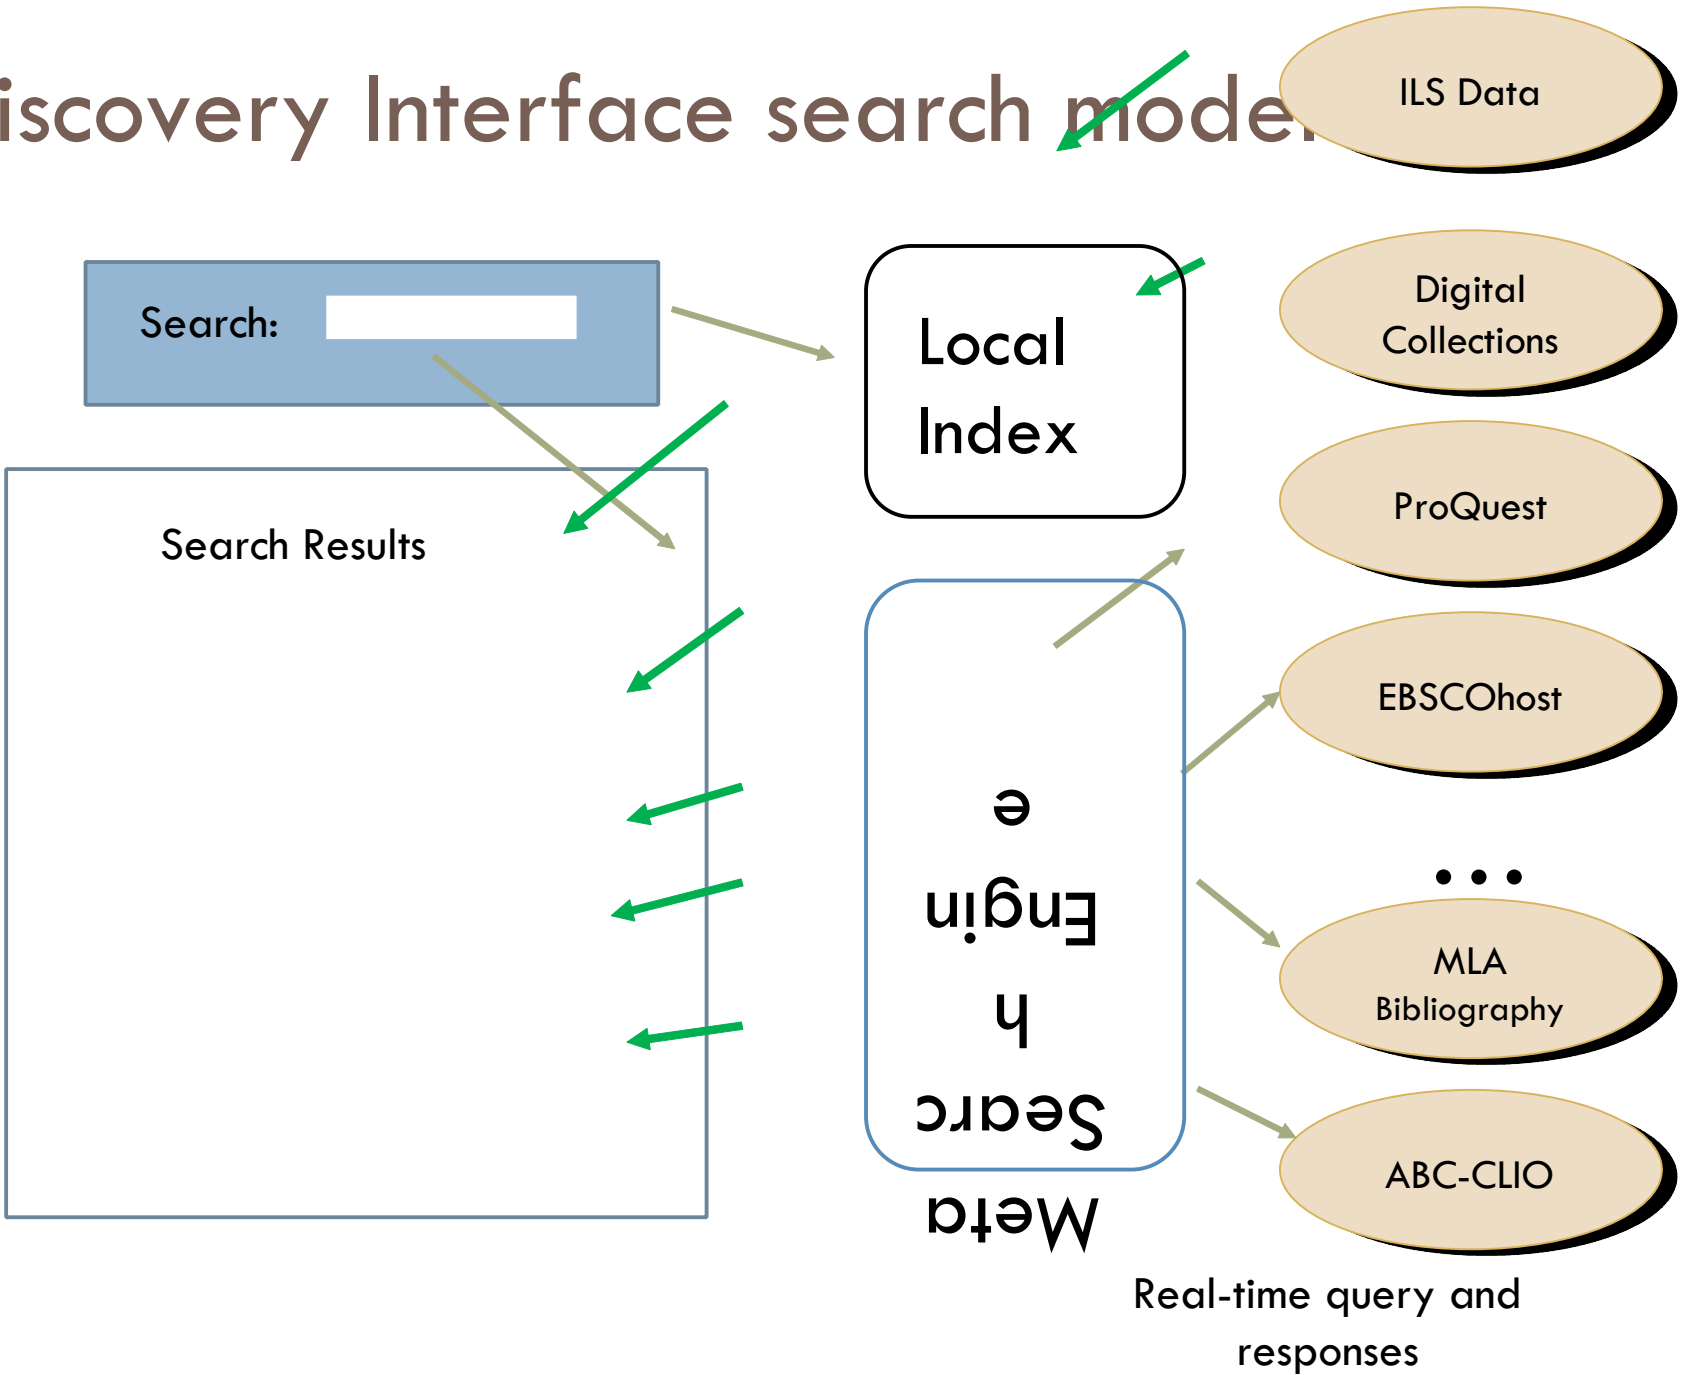 iscovery Interface search model
ILS Data
Search:
Local
Index
Digital
Collections
ProQuest
Search Results
EBSCOhost
Meta
Searc
h
Engin
e
...
MLA
Bibliography
ABC-CLIO
Real-time query and
responses